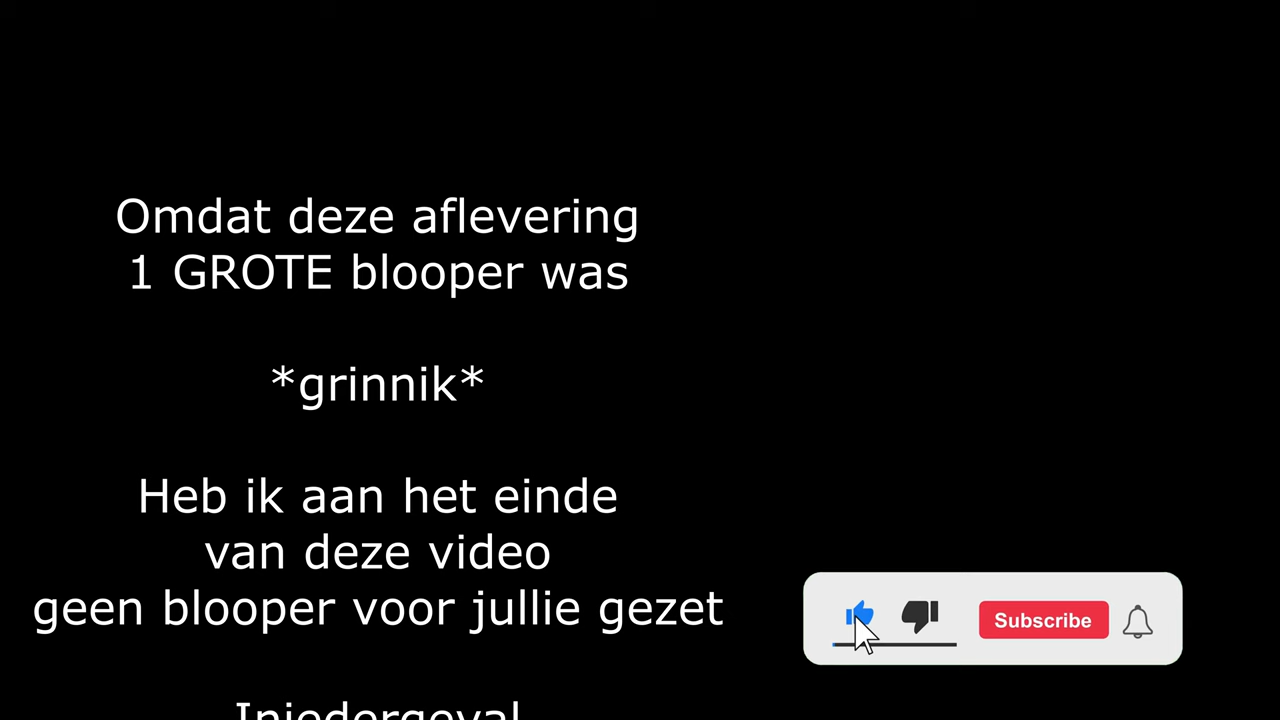 Omdat deze aflevering
1 GROTE blooper was
*grinnik*
Heb ik aan het einde
van deze video
geen blooper voor jullie gezet
Iniedergeval
Subscribe